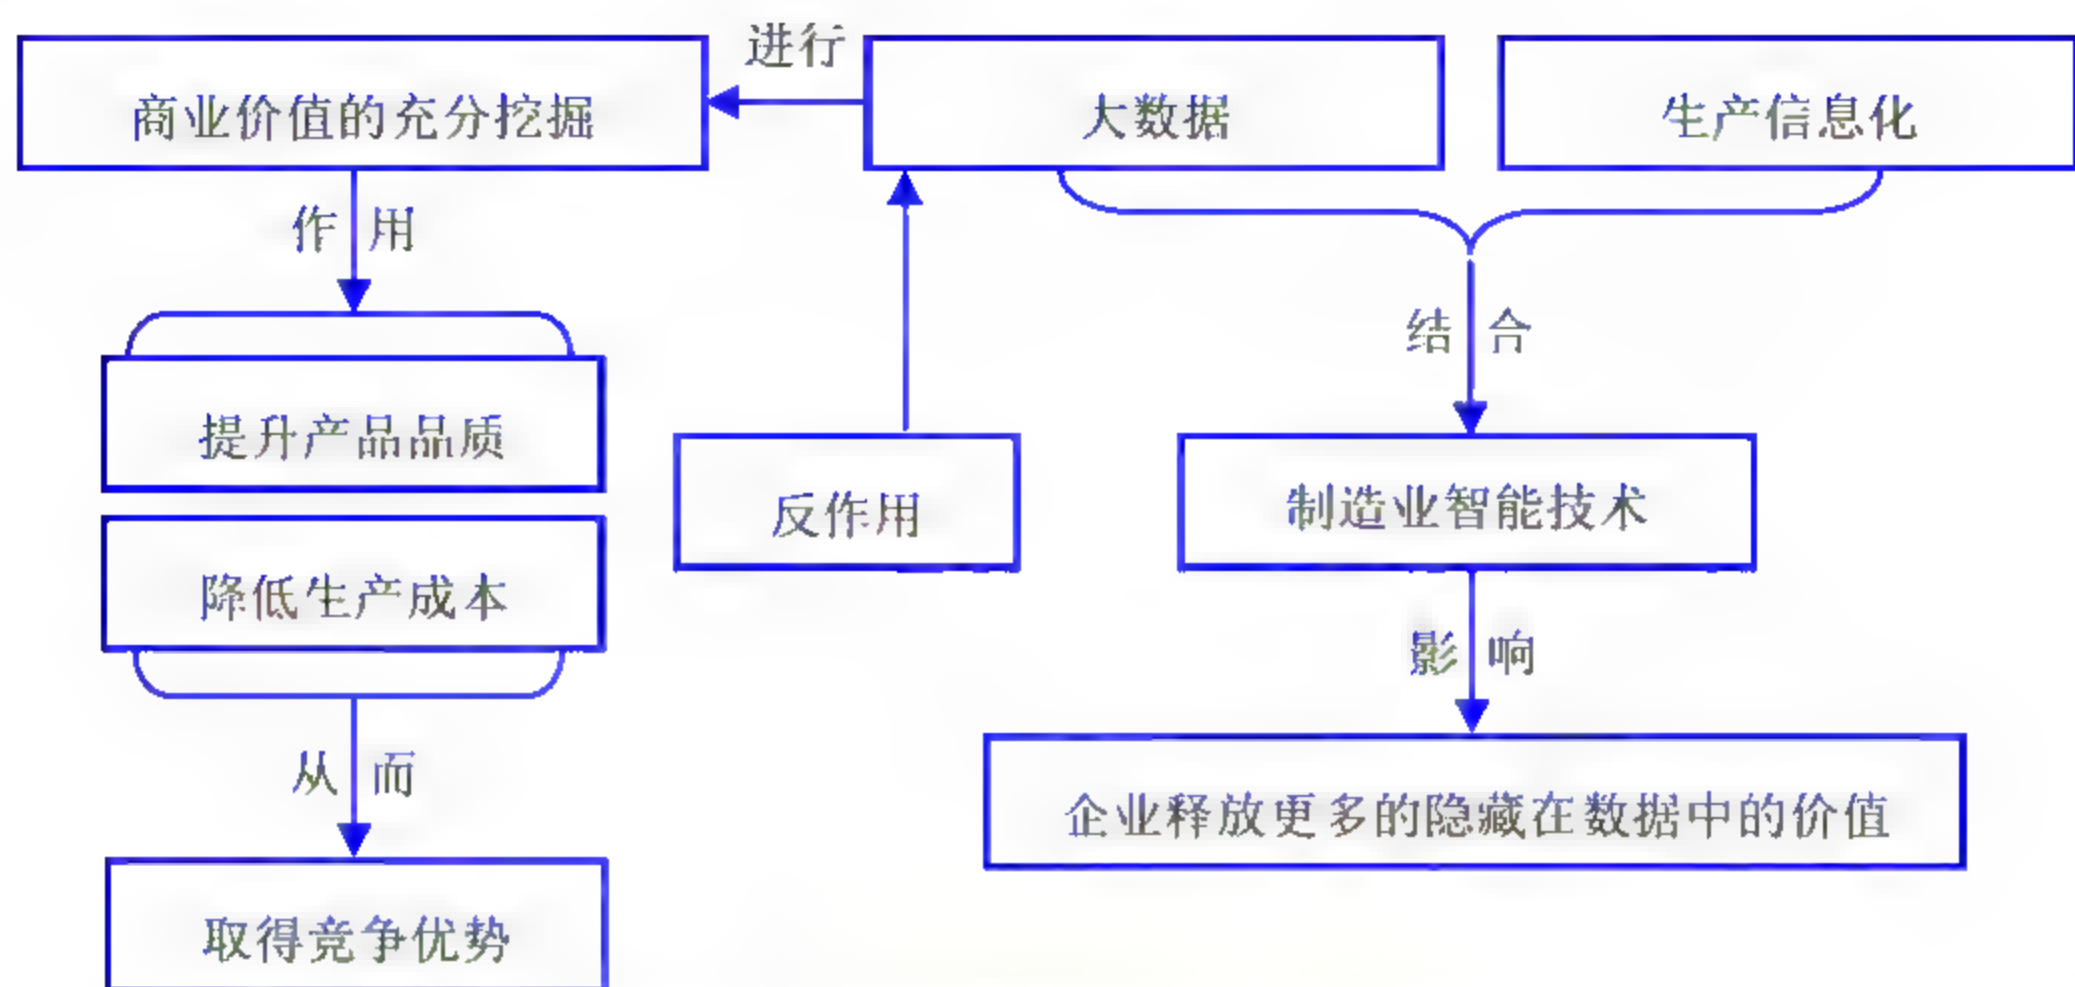 进行
商业价值的充分挖掘
大数据
生产信息化
作用
结合
提升产品品质
反作用
制造业智能技术
降低生产成本
影响
从而
企业释放更多的隐藏在数据中的价值
取得竞争优势